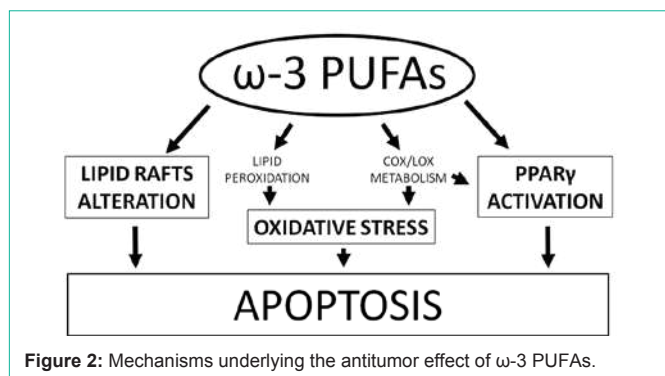 ω-3 PUFAs
LIPID RAFTS
ALTERATION
LIPID
PEROXIDATION
COX/LOX
METABOLISM
PPARγ
ACTIVATION
OXIDATIVE STRESS
APOPTOSIS
Figure 2: Mechanisms underlying the antitumor effect of ω-3 PUFAs.